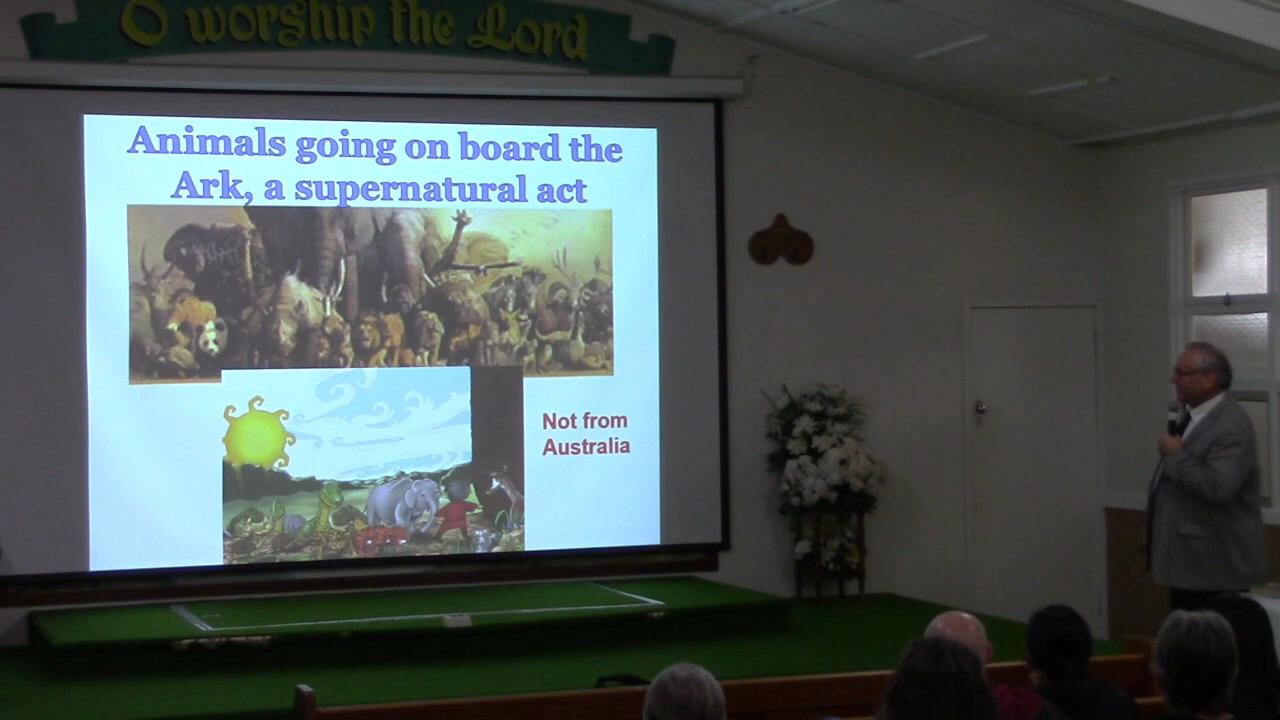 O worship the Lord
Animals going on board the
Ark, a supernatural act
Not from
Australia